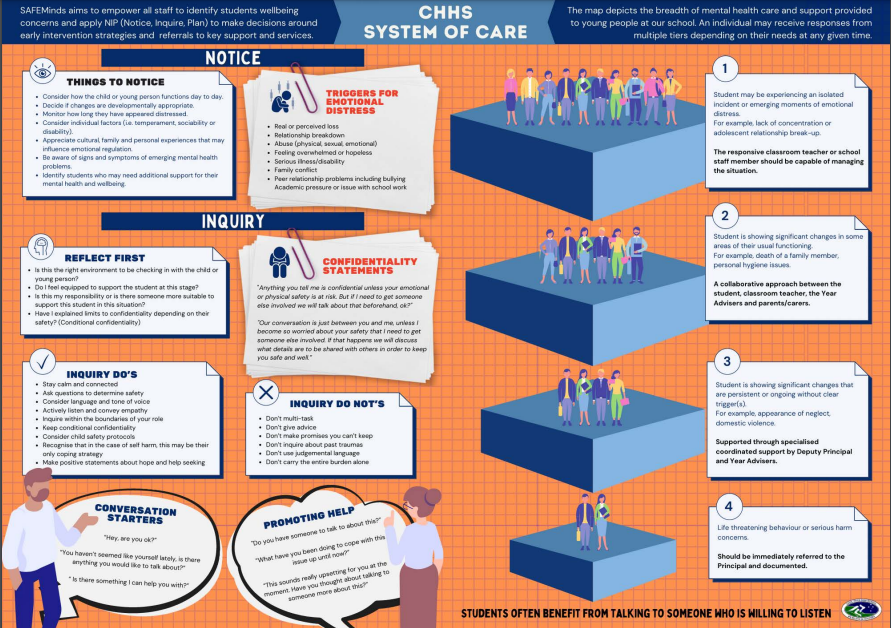 SAFEMinds aims to empower all staff to identify students wellbeing
concerns and apply NIP (Notice, Inquire, Plan) to make decisions around
early intervention strategies and referrals to key support and services.
CHHS
SYSTEM OF CARE
The map depicts the breadth of mental health care and support provided
to young people at our school. An individual may receive responses from
multiple tiers depending on their needs at any given time.
NOTICE
THINGS TO NOTICE
Consider how the child or young person functions day to day.
Decide if changes are developmentally appropriate.
Monitor how long they have appeared distressed.
Consider individual factors (i.e. temperament, sociability or
disability).
Appreciate cultural, family and personal experiences that may
influence emotional regulation.
Be aware of signs and symptoms of emerging mental health
problems.
Identify students who may need additional support for their
mental health and wellbeing.
TRIGGERS FOR
EMOTIONAL
DISTRESS
Real or perceived loss
Relationship breakdown
Abuse (physical, sexual, emotional)
Feeling overwhelmed or hopeless
Serious illness/disability
Family conflict
Peer relationship problems including bullying
Academic pressure or issue with school work
INQUIRY
REFLECT FIRST
Is this the right environment to be checking in with the child or
young person?
Do I feel equipped to support the student at this stage?
Is this my responsibility or is there someone more suitable to
support this student in this situation?
Have I explained limits to confidentiality depending on their
safety? (Conditional confidentiality)
CONFIDENTIALITY
STATEMENTS
"Anything you tell me is confidential unless your emotional
or physical safety is at risk. But if I need to get someone
else involved we will talk about that beforehand, ok?"
"Our conversation is just between you and me, unless I
become so worried about your safety that I need to get
someone else involved. If that happens we will discuss
what details are to be shared with others in order to keep
you safe and well."
INQUIRY DO'S
Stay calm and connected
Ask questions to determine safety
Consider language and tone of voice
Actively listen and convey empathy
Inquire within the boundaries of your role
Keep conditional confidentiality
Consider child safety protocols
Recognise that in the case of self harm, this may be their
only coping strategy
Make positive statements about hope and help seeking
INQUIRY DO NOT'S
Don't multi-task
Don't give advice
Don't make promises you can't keep
Don't inquire about past traumas
Don't use judgemental language
Don't carry the entire burden alone
CONVERSATION
STARTERS
"Hey, are you ok?"
"You haven't seemed like yourself lately, is there
anything you would like to talk about?"
" Is there something I can help you with?"
PROMOTING HELP
"Do you have someone to talk to about this?"
"What have you been doing to cope with this
issue up until now?"
"This sounds really upsetting for you at the
moment. Have you thought about talking to
someone more about this?"
1
Student may be experiencing an isolated
incident or emerging moments of emotional
distress.
For example, lack of concentration or
adolescent relationship break-up.
The responsive classroom teacher or school
staff member should be capable of managing
the situation.
2
Student is showing significant changes in some
areas of their usual functioning.
For example, death of a family member,
personal hygiene issues.
A collaborative approach between the
student, classroom teacher, the Year
Advisers and parents/carers.
3
Student is showing significant changes that
are persistent or ongoing without clear
trigger(s).
For example, appearance of neglect,
domestic violence.
Supported through specialised
coordinated support by Deputy Principal
and Year Advisers.
4
Life threatening behaviour or serious harm
concerns.
Should be immediately referred to the
Principal and documented.
STUDENTS OFTEN BENEFIT FROM TALKING TO SOMEONE WHO IS WILLING TO LISTEN